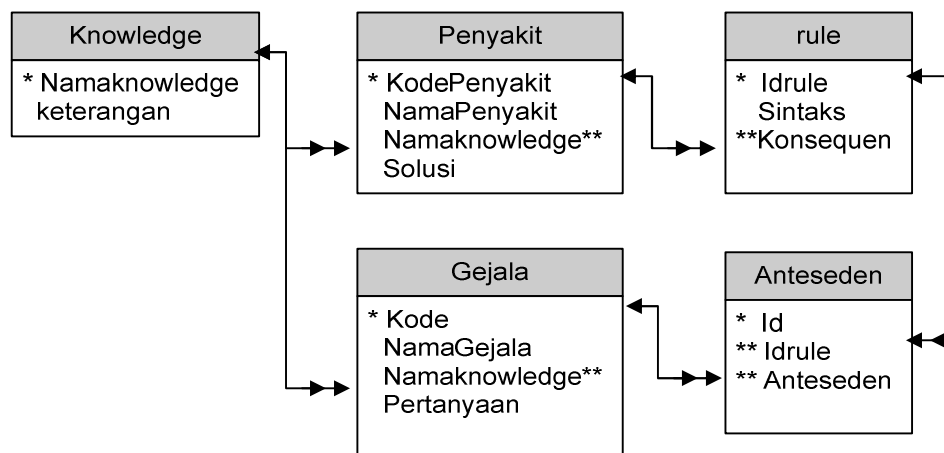 Knowledge
* Namaknowledge
keterangan
Penyakit
* KodePenyakit
NamaPenyakit
Namaknowledge**
Solusi
rule
* Idrule
Sintaks
**Konsequen
Gejala
* Kode
NamaGejala
Namaknowledge**
Pertanyaan
Anteseden
* Id
** Idrule
** Anteseden